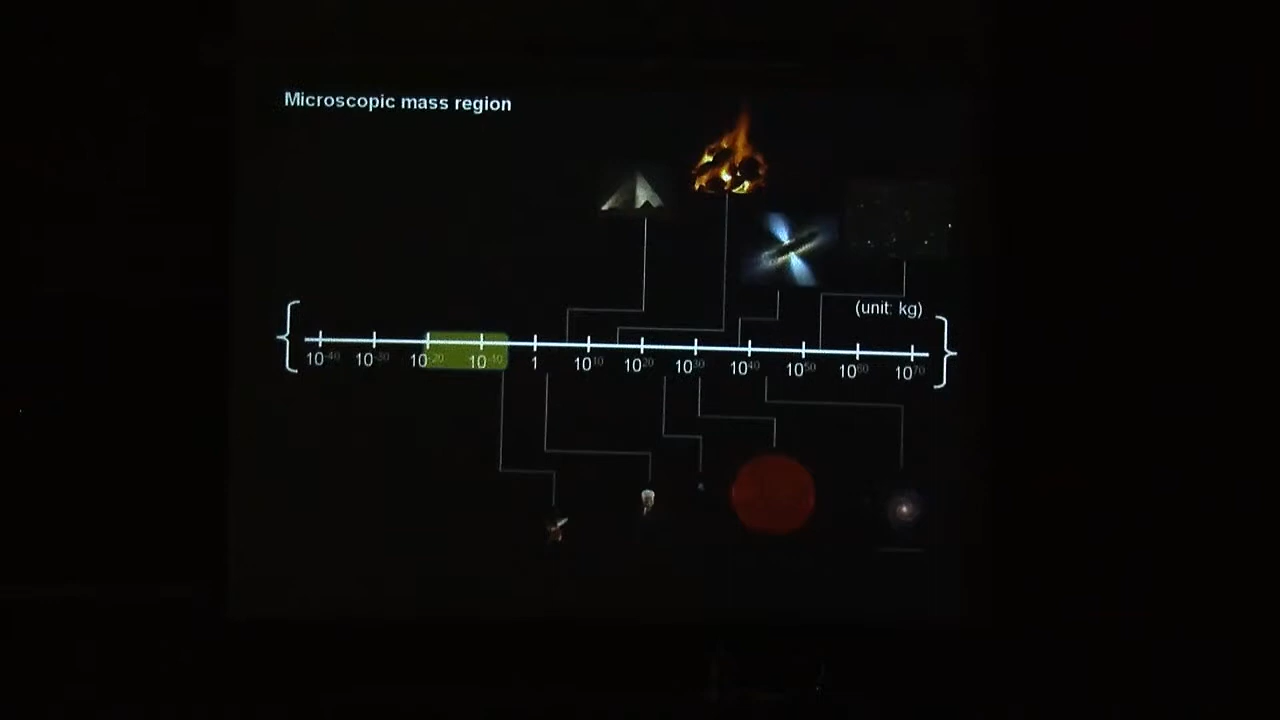 Microscopic mass region
(unit: kg)
10⁻⁴⁰ 10⁻³⁰ 10⁻²⁰ 10⁻¹⁰ 1 10¹⁰ 10²⁰ 10³⁰ 10⁴⁰ 10⁵⁰ 10⁶⁰ 10⁷⁰